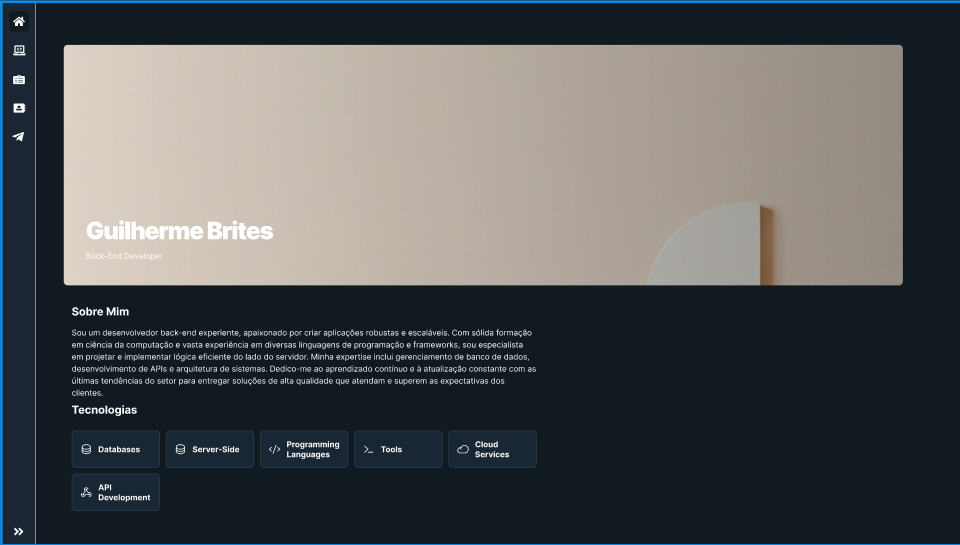 Guilherme Brites
Back-End Developer
Sobre Mim
Sou um desenvolvedor back-end experiente, apaixonado por criar aplicações robustas e escaláveis. Com sólida formação
em ciência da computação e vasta experiência em diversas linguagens de programação e frameworks, sou especialista
em projetar e implementar lógica eficiente do lado do servidor. Minha expertise inclui gerenciamento de banco de dados,
desenvolvimento de APIs e arquitetura de sistemas. Dedico-me ao aprendizado contínuo e à atualização constante com as
últimas tendências do setor para entregar soluções de alta qualidade que atendam e superem as expectativas dos
clientes.
Tecnologias
Databases
Server-Side
Programming
Languages
Tools
Cloud
Services
API
Development